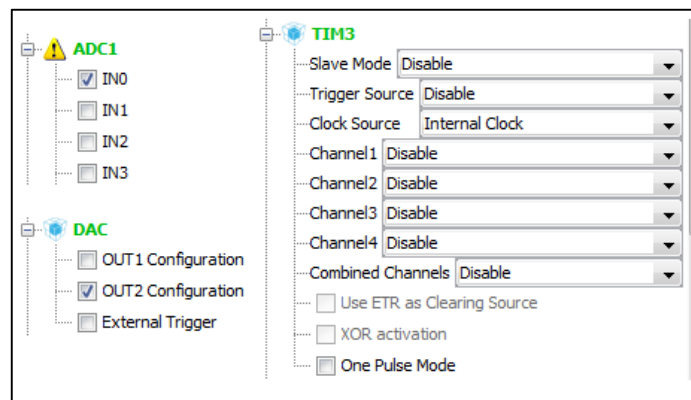 ADC1
IN0
IN1
IN2
IN3
DAC
OUT1 Configuration
OUT2 Configuration
External Trigger
TIM3
Slave Mode Disable
Trigger Source Disable
Clock Source Internal Clock
Channel1 Disable
Channel2 Disable
Channel3 Disable
Channel4 Disable
Combined Channels Disable
Use ETR as Clearing Source
XOR activation
One Pulse Mode